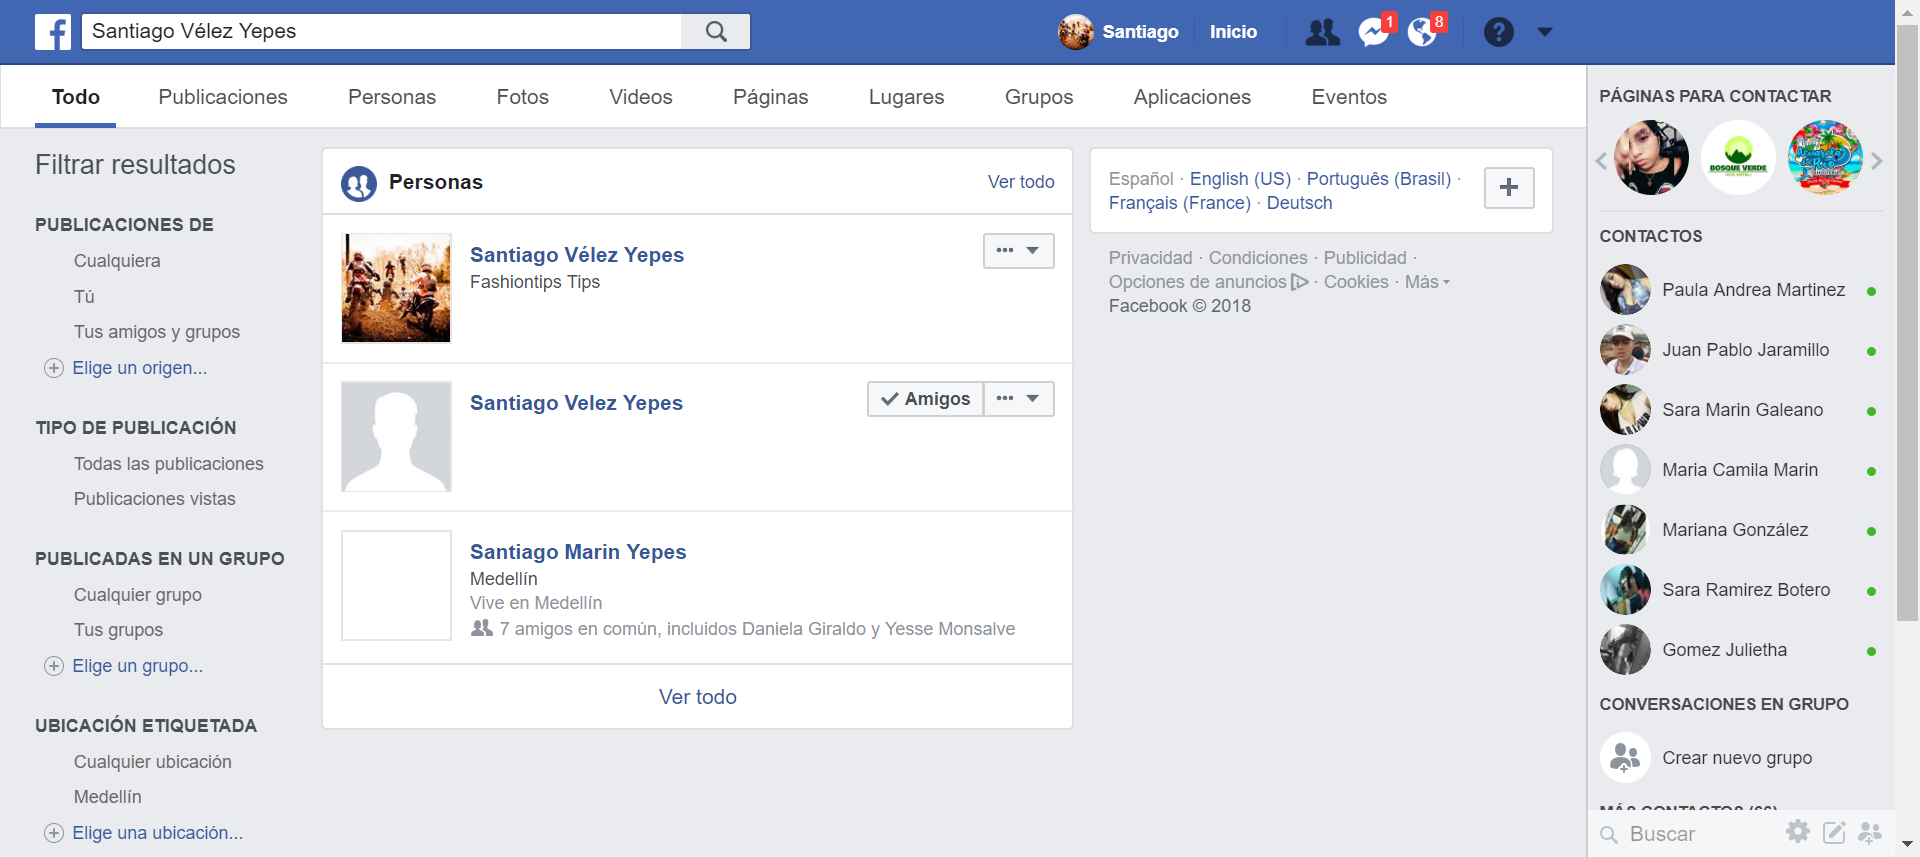 Santiago Vélez Yepes
Santiago
Inicio
1
8
Todo
Publicaciones
Personas
Fotos
Videos
Páginas
Lugares
Grupos
Aplicaciones
Eventos
Filtrar resultados
PUBLICACIONES DE
Cualquiera
Tú
Tus amigos y grupos
Elige un origen...
TIPO DE PUBLICACIÓN
Todas las publicaciones
Publicaciones vistas
PUBLICADAS EN UN GRUPO
Cualquier grupo
Tus grupos
Elige un grupo...
UBICACIÓN ETIQUETADA
Cualquier ubicación
Medellín
Elige una ubicación...
Personas
Ver todo
Santiago Vélez Yepes
Fashiontips Tips
Santiago Velez Yepes
Amigos
Santiago Marin Yepes
Medellín
Vive en Medellín
7 amigos en común, incluidos Daniela Giraldo y Yesse Monsalve
Ver todo
Español · English (US) · Português (Brasil) ·
Français (France) · Deutsch
Privacidad · Condiciones · Publicidad ·
Opciones de anuncios · Cookies · Más
Facebook © 2018
PÁGINAS PARA CONTACTAR
BOSQUE VERDE
CONTACTOS
Paula Andrea Martinez
Juan Pablo Jaramillo
Sara Marin Galeano
Maria Camila Marin
Mariana González
Sara Ramirez Botero
Gomez Julietha
CONVERSACIONES EN GRUPO
Crear nuevo grupo
MÁS CONTACTOS (66)
Buscar